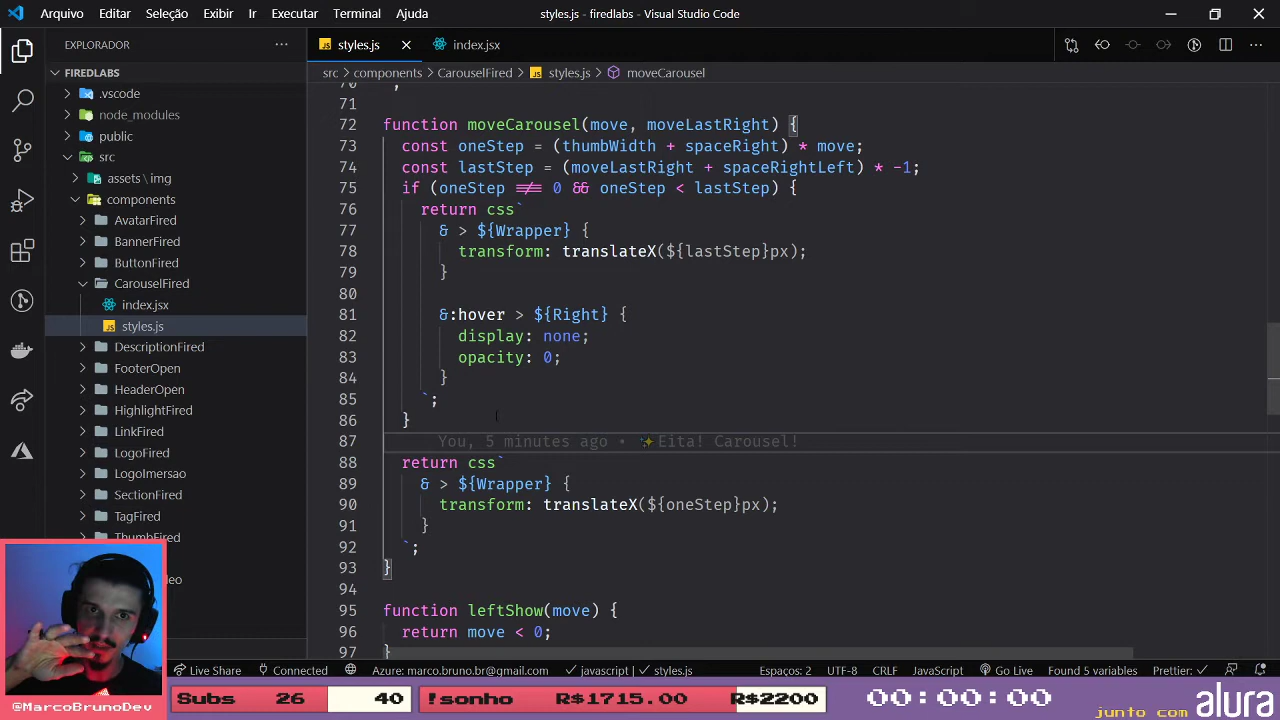 Arquivo Editar Seleção Exibir Ir Executar Terminal Ajuda
styles.js - firedlabs - Visual Studio Code
EXPLORADOR
styles.js
index.jsx
FIREDLABS
src > components > CarouselFired > styles.js > moveCarousel
.vscode
node_modules
public
src
assets \ img
components
AvatarFired
BannerFired
ButtonFired
CarouselFired
index.jsx
styles.js
DescriptionFired
FooterOpen
HeaderOpen
HighlightFired
LinkFired
LogoFired
LogoImersao
SectionFired
TagFired
ThumbFired
70 `;
71
72 function moveCarousel(move, moveLastRight) {
73 const oneStep = (thumbWidth + spaceRight) * move;
74 const lastStep = (moveLastRight + spaceRightLeft) * -1;
75 if (oneStep !== 0 && oneStep < lastStep) {
76 return css`
77 & > ${Wrapper} {
78 transform: translateX(${lastStep}px);
79 }
80
81 &:hover > ${Right} {
82 display: none;
83 opacity: 0;
84 }
85 `;
86 }
87 You, 5 minutes ago • ✨Eita! Carousel!
88 return css`
89 & > ${Wrapper} {
90 transform: translateX(${oneStep}px);
91 }
92 `;
93 }
94
95 function leftShow(move) {
96 return move < 0;
97 }
Live Share Connected Azure: marco.bruno.br@gmail.com javascript | styles.js Espaços: 2 UTF-8 CRLF JavaScript Go Live Found 5 variables Prettier:
@MarcoBrunoDev
Subs 26 40 !sonho R$1715.00 R$2200 00:00:00
junto com alura